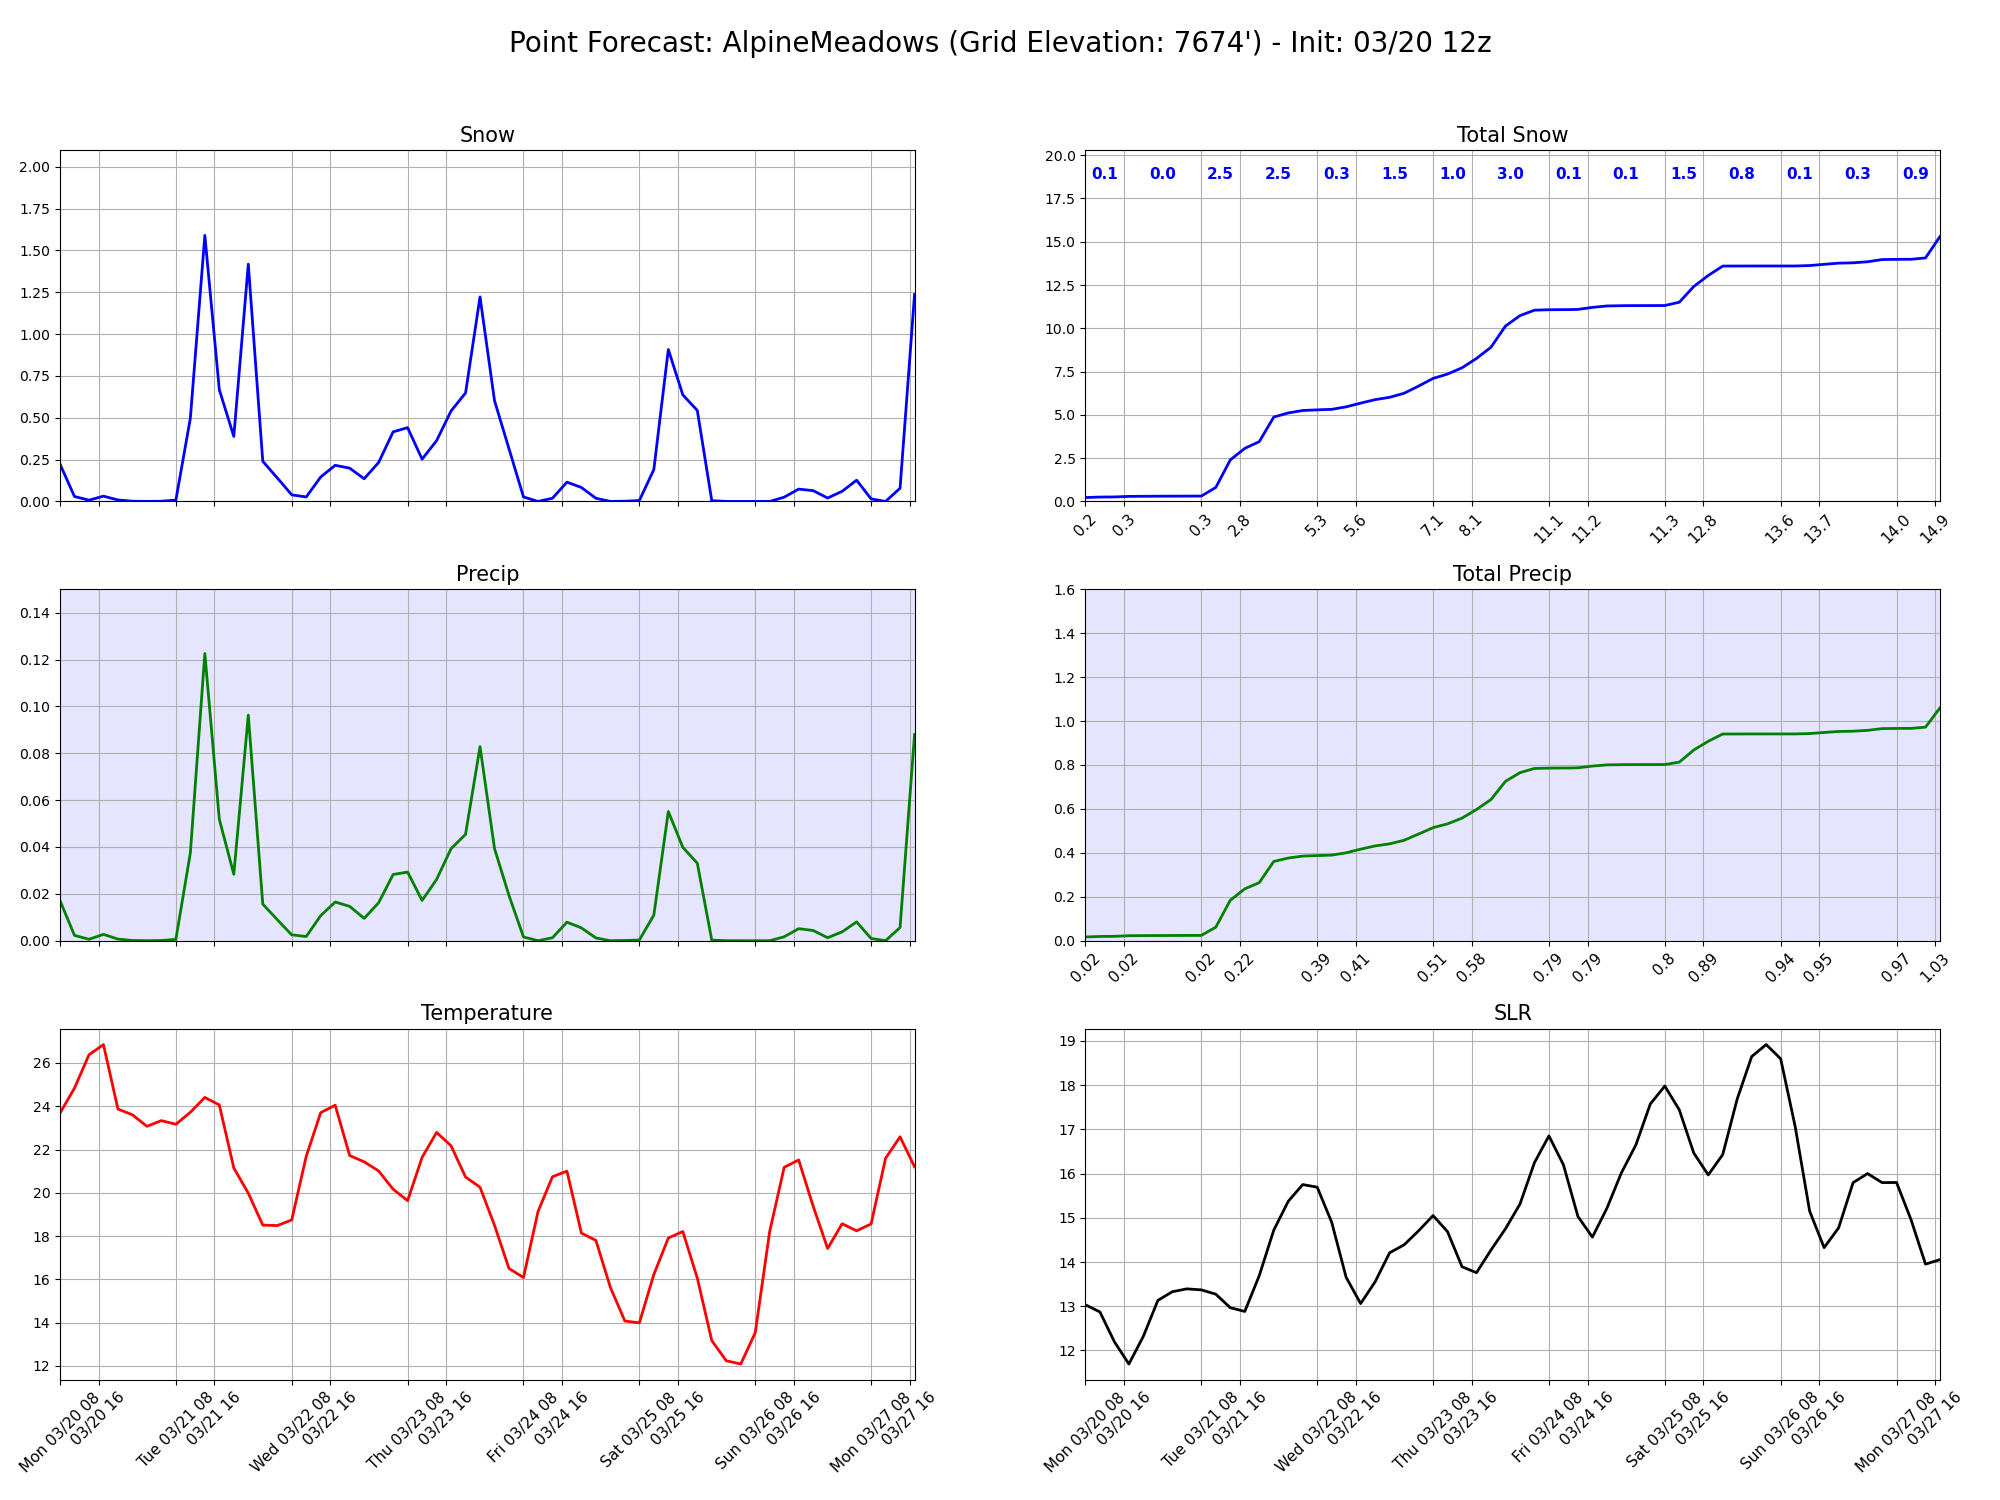 Point Forecast: AlpineMeadows (Grid Elevation: 7674') - Init: 03/20 12z
Snow
2.00
1.75
1.50
1.25
1.00
0.75
0.50
0.25
0.00
Total Snow
20.0
17.5
15.0
12.5
10.0
7.5
5.0
2.5
0.0
0.1 0.0 2.5 2.5 0.3 1.5 1.0 3.0 0.1 0.1 1.5 0.8 0.1 0.3 0.9
0.2 0.3 0.3 2.8 5.3 5.6 7.1 8.1 11.1 11.2 11.3 12.8 13.6 13.7 14.0 14.9
Precip
0.14
0.12
0.10
0.08
0.06
0.04
0.02
0.00
Total Precip
1.6
1.4
1.2
1.0
0.8
0.6
0.4
0.2
0.0
0.02 0.02 0.02 0.22 0.39 0.41 0.51 0.58 0.79 0.79 0.8 0.89 0.94 0.95 0.97 1.03
Temperature
26
24
22
20
18
16
14
12
Mon 03/20 08
03/20 16
Tue 03/21 08
03/21 16
Wed 03/22 08
03/22 16
Thu 03/23 08
03/23 16
Fri 03/24 08
03/24 16
Sat 03/25 08
03/25 16
Sun 03/26 08
03/26 16
Mon 03/27 08
03/27 16
SLR
19
18
17
16
15
14
13
12
Mon 03/20 08
03/20 16
Tue 03/21 08
03/21 16
Wed 03/22 08
03/22 16
Thu 03/23 08
03/23 16
Fri 03/24 08
03/24 16
Sat 03/25 08
03/25 16
Sun 03/26 08
03/26 16
Mon 03/27 08
03/27 16